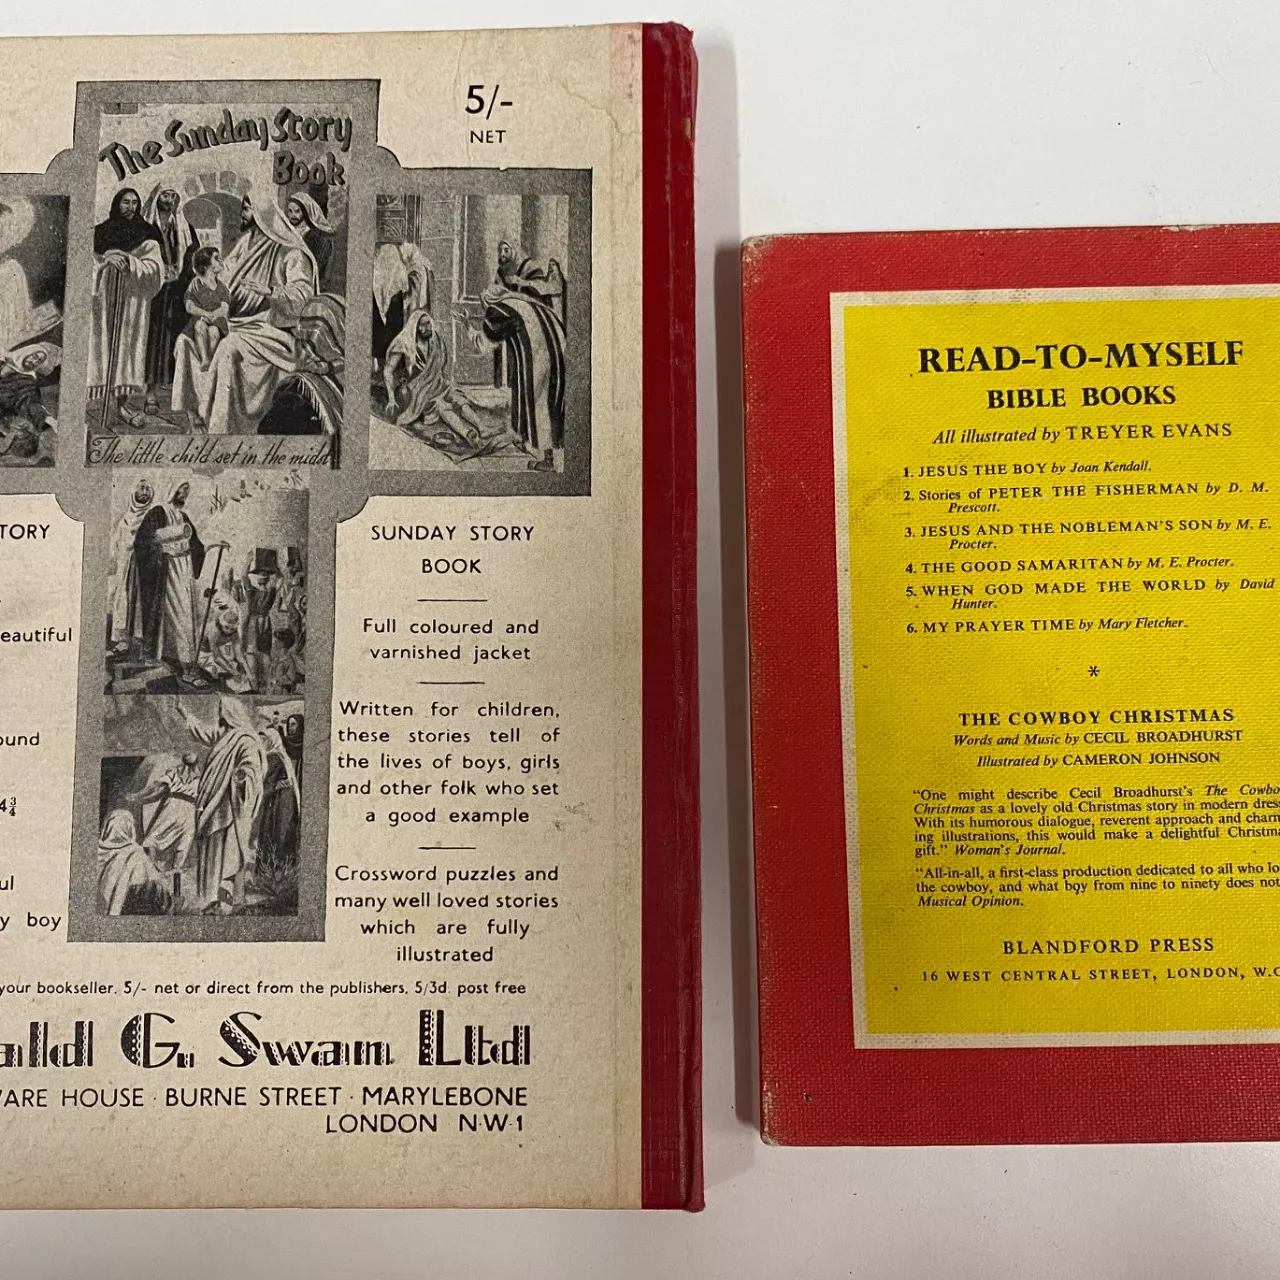 5/-
NET
The Sunday Story
Book
The little child set in the midst
TORY
SUNDAY STORY
BOOK
eautiful
Full coloured and
varnished jacket
ound
4¾
Written for children,
these stories tell of
the lives of boys, girls
and other folk who set
a good example
ul
y boy
Crossword puzzles and
many well loved stories
which are fully
illustrated
your bookseller, 5/- net or direct from the publishers, 5/3d. post free
ald G. Swan Ltd
WARE HOUSE · BURNE STREET · MARYLEBONE
LONDON N·W·1
READ-TO-MYSELF
BIBLE BOOKS
All illustrated by TREYER EVANS
1. JESUS THE BOY by Joan Kendall.
2. Stories of PETER THE FISHERMAN by D. M.
Prescott.
3. JESUS AND THE NOBLEMAN'S SON by M. E.
Procter.
4. THE GOOD SAMARITAN by M. E. Procter.
5. WHEN GOD MADE THE WORLD by David
Hunter.
6. MY PRAYER TIME by Mary Fletcher.
*
THE COWBOY CHRISTMAS
Words and Music by CECIL BROADHURST
Illustrated by CAMERON JOHNSON
"One might describe Cecil Broadhurst's The Cowbo
Christmas as a lovely old Christmas story in modern dres
With its humorous dialogue, reverent approach and charm
ing illustrations, this would make a delightful Christma
gift." Woman's Journal.
"All-in-all, a first-class production dedicated to all who lo
the cowboy, and what boy from nine to ninety does not
Musical Opinion.
BLANDFORD PRESS
16 WEST CENTRAL STREET, LONDON, W.C